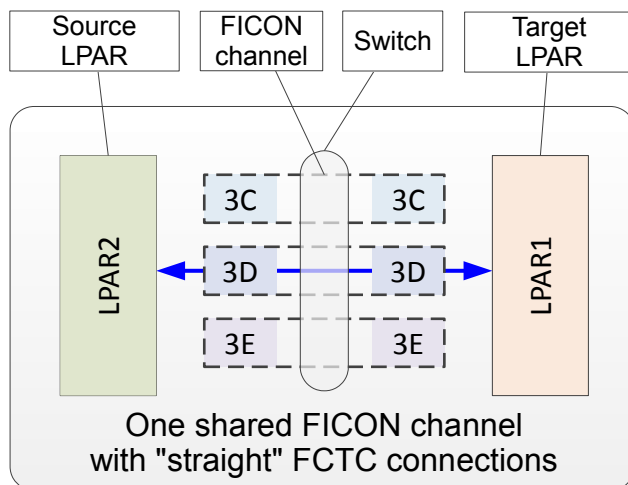 Source
LPAR
FICON
channel
Switch
Target
LPAR
LPAR2
3C
3C
3D
3D
3E
3E
LPAR1
One shared FICON channel
with "straight" FCTC connections